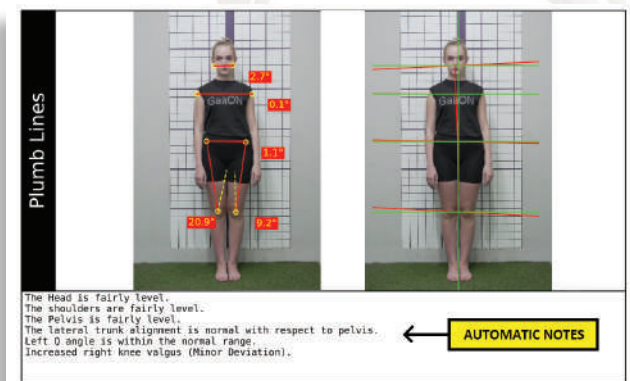 Plumb Lines
2.7°
GaitON
0.1°
1.1°
20.9°
9.2°
GaitON
The Head is fairly level.
The shoulders are fairly level.
The Pelvis is fairly level.
The lateral trunk alignment is normal with respect to pelvis.
Left Q angle is within the normal range.
Increased right knee valgus (Minor Deviation).
AUTOMATIC NOTES